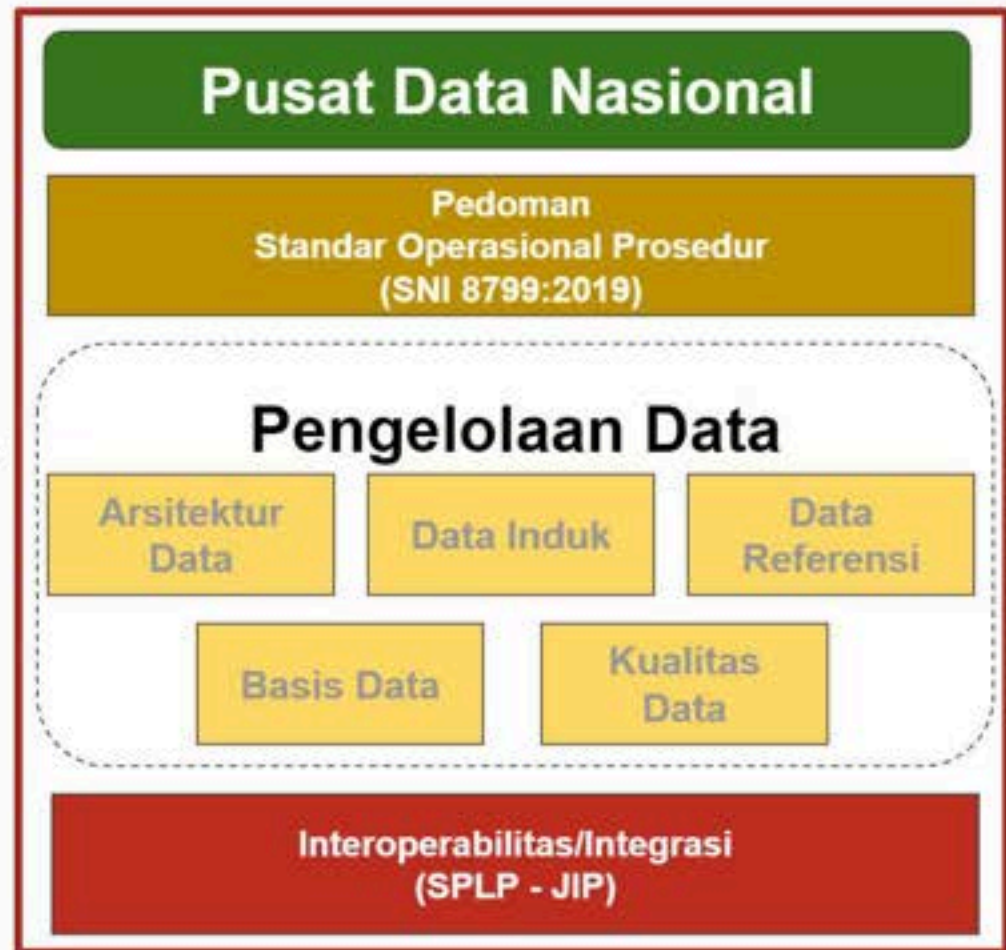 Pusat Data Nasional
Pedoman
Standar Operasional Prosedur
(SNI 8799:2019)
Pengelolaan Data
Arsitektur
Data
Data Induk
Data
Referensi
Basis Data
Kualitas
Data
Interoperabilitas/Integrasi
(SPLP - JIP)